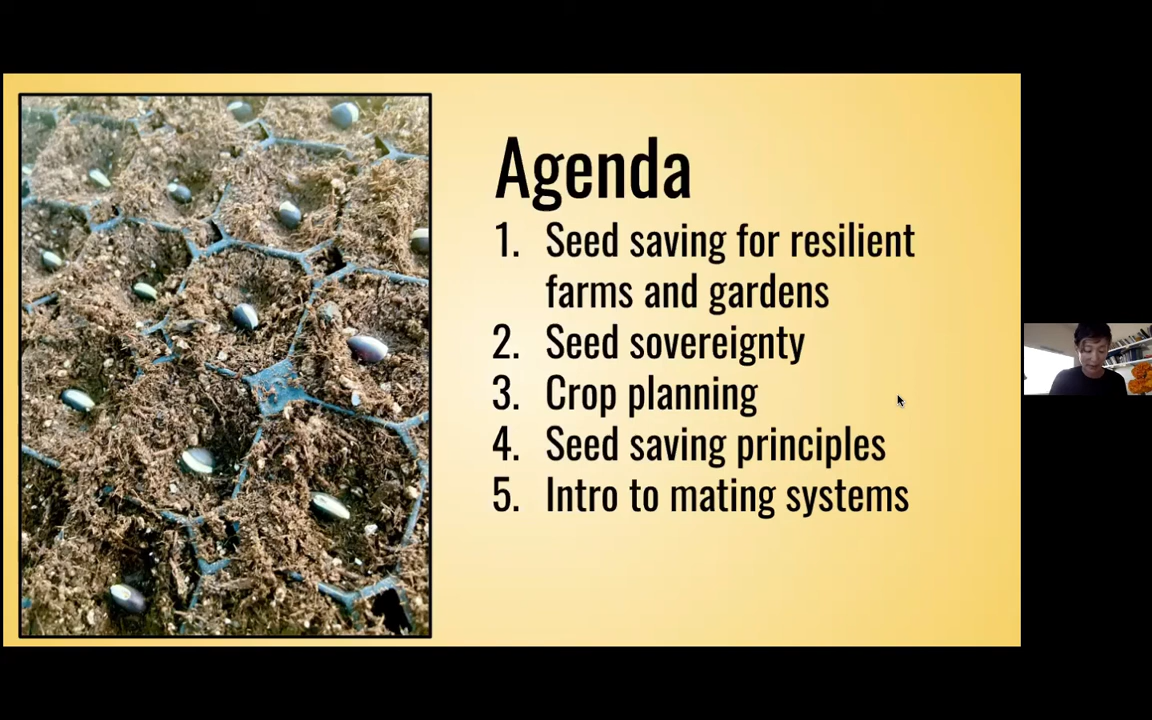 Agenda
1. Seed saving for resilient
farms and gardens
2. Seed sovereignty
3. Crop planning
4. Seed saving principles
5. Intro to mating systems